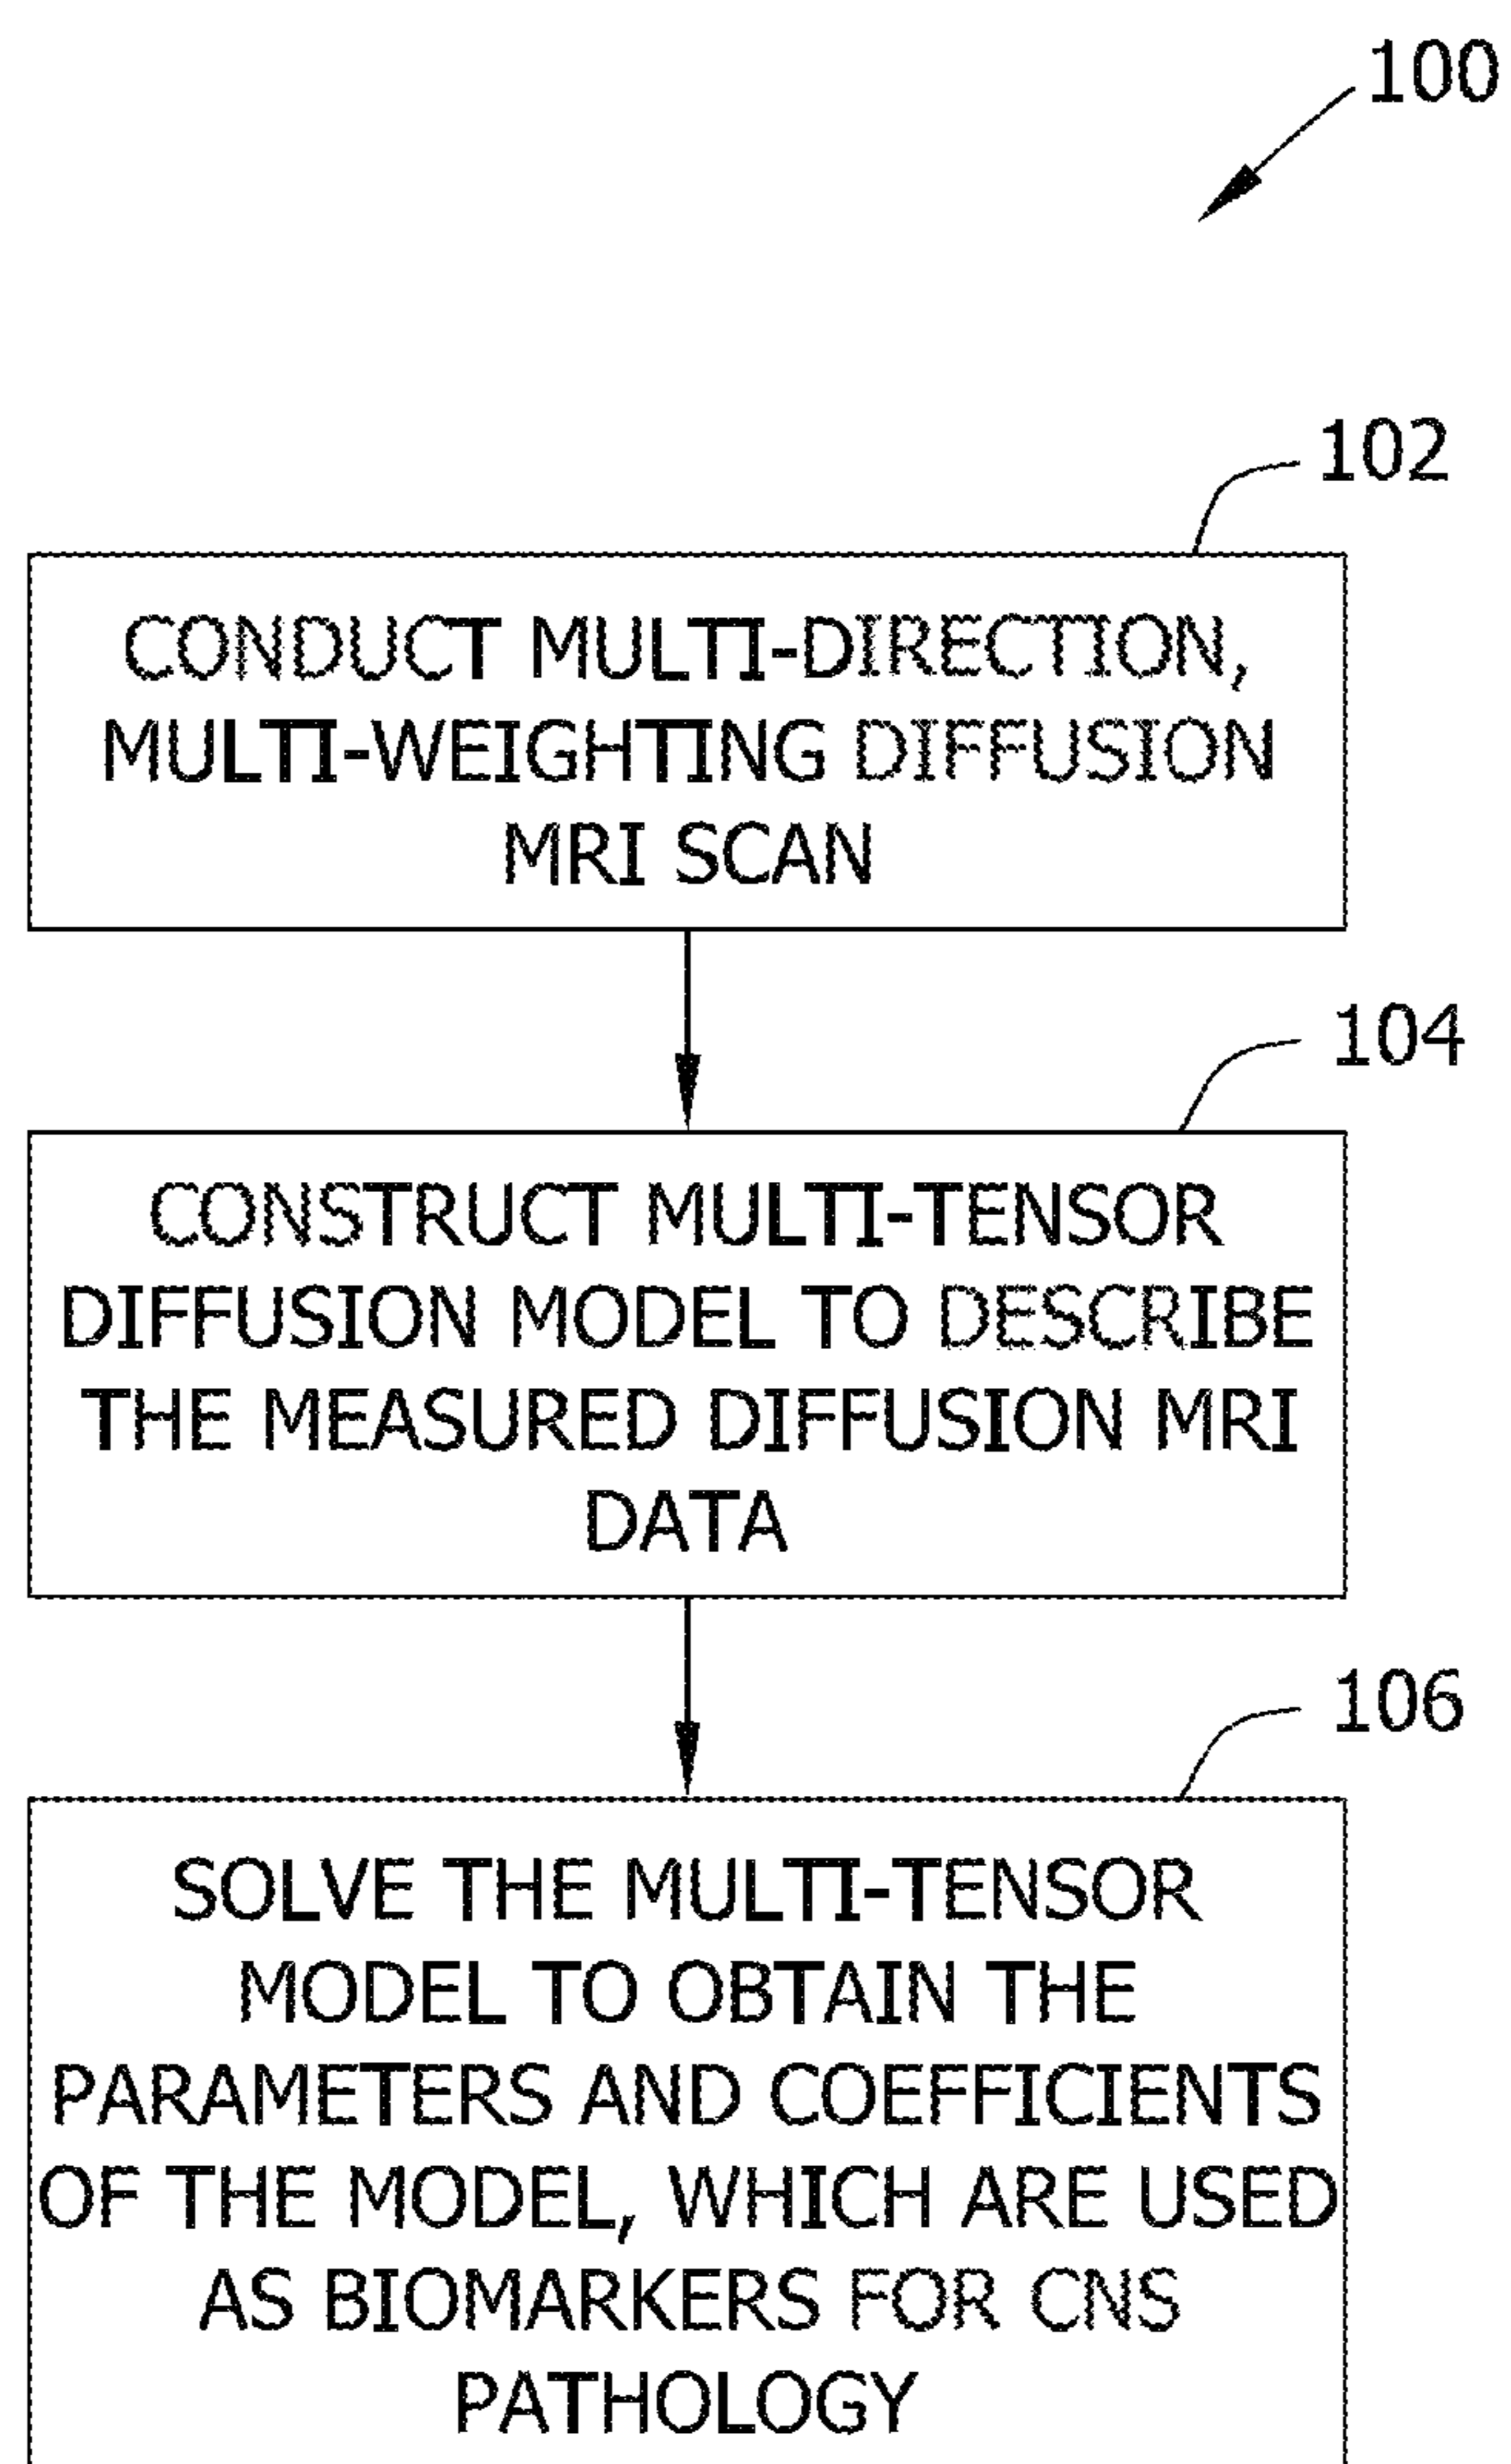 100
102
CONDUCT MULTI-DIRECTION,
MULTI-WEIGHTING DIFFUSION
MRI SCAN
104
CONSTRUCT MULTI-TENSOR
DIFFUSION MODEL TO DESCRIBE
THE MEASURED DIFFUSION MRI
DATA
106
SOLVE THE MULTI-TENSOR
MODEL TO OBTAIN THE
PARAMETERS AND COEFFICIENTS
OF THE MODEL, WHICH ARE USED
AS BIOMARKERS FOR CNS
PATHOLOGY